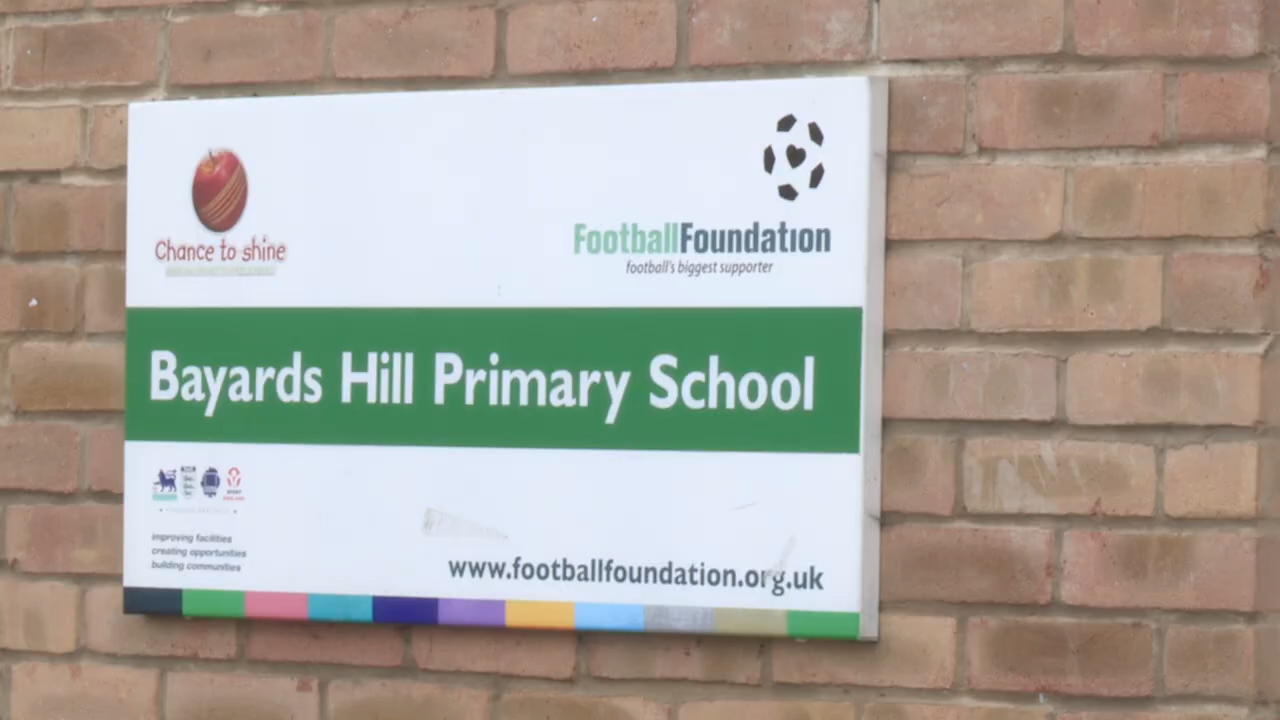 Chance to shine
FootballFoundation
football's biggest supporter
Bayards Hill Primary School
improving facilities
creating opportunities
building communities
www.footballfoundation.org.uk